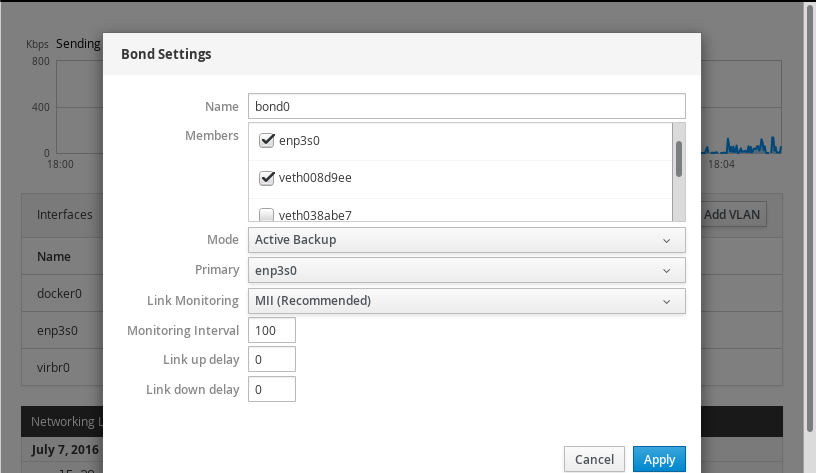 Kbps Sending
800
400
0
18:00
18:04
Bond Settings
Name bond0
Members enp3s0
veth008d9ee
veth038abe7
Mode Active Backup
Primary enp3s0
Link Monitoring MII (Recommended)
Monitoring Interval 100
Link up delay 0
Link down delay 0
Cancel Apply
Interfaces Add VLAN
Name
docker0
enp3s0
virbr0
Networking L
July 7, 2016